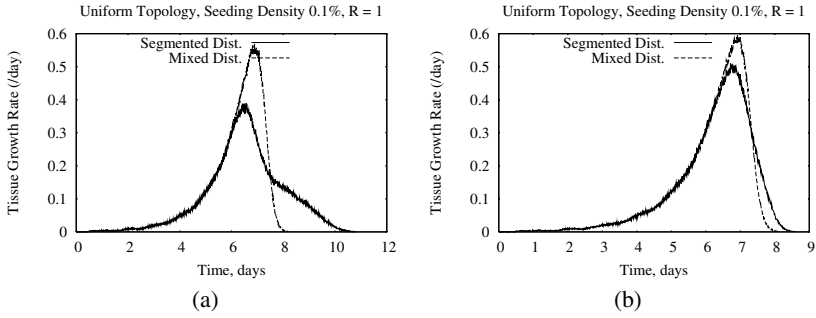 Uniform Topology, Seeding Density 0.1%, R = 1
Segmented Dist.
Mixed Dist.
Tissue Growth Rate (/day)
0.6
0.5
0.4
0.3
0.2
0.1
0
0 2 4 6 8 10 12
Time, days
(a)
Uniform Topology, Seeding Density 0.1%, R = 1
Segmented Dist.
Mixed Dist.
Tissue Growth Rate (/day)
0.6
0.5
0.4
0.3
0.2
0.1
0
0 1 2 3 4 5 6 7 8 9
Time, days
(b)